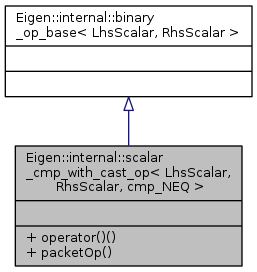 Eigen::internal::binary
_op_base< LhsScalar, RhsScalar >
Eigen::internal::scalar
_cmp_with_cast_op< LhsScalar,
RhsScalar, cmp_NEQ >
+ operator()()
+ packetOp()